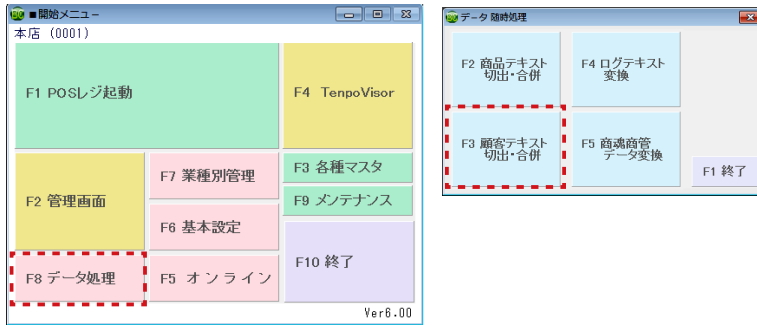 ■開始メニュー
本店 (0001)
F1 POSレジ起動
F4 TenpoVisor
F2 管理画面
F7 業種別管理
F3 各種マスタ
F9 メンテナンス
F6 基本設定
F10 終了
F8 データ処理
F5 オンライン
Ver6.00
データ 随時処理
F2 商品テキスト
切出・合併
F4 ログテキスト
変換
F3 顧客テキスト
切出・合併
F5 商魂商管
データ変換
F1 終了